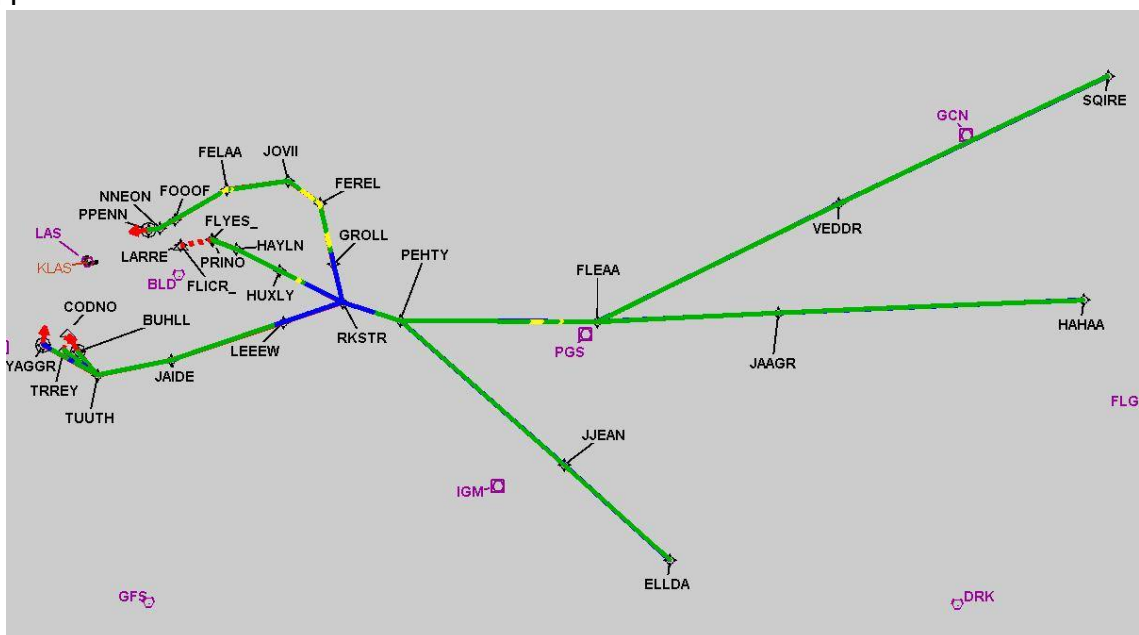 SQIRE
GCN
FELAA
JOVII
NNEON
FOOOF
FEREL
PPENN
FLYES_
VEDDR
LAS
HAYLN
GROLL
KLAS
LARRE
PRINO
PEHTY
FLEAA
BLD
FLICR_
HUXLY
CODNO
BUHLL
HAHAA
LEEEW
RKSTR
PGS
YAGGR
JAIDE
JAAGR
TRREY
FLG
TUUTH
JJEAN
IGM
ELLDA
GFS
DRK